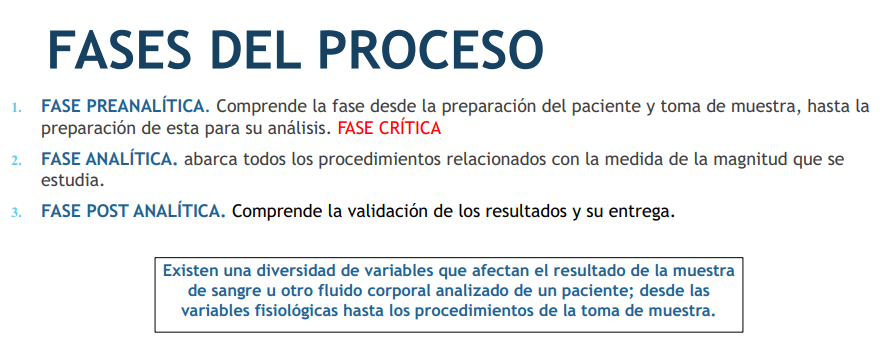 FASES DEL PROCESO
1. FASE PREANALÍTICA. Comprende la fase desde la preparación del paciente y toma de muestra, hasta la
preparación de esta para su análisis. FASE CRÍTICA
2. FASE ANALÍTICA. abarca todos los procedimientos relacionados con la medida de la magnitud que se
estudia.
3. FASE POST ANALÍTICA. Comprende la validación de los resultados y su entrega.
Existen una diversidad de variables que afectan el resultado de la muestra
de sangre u otro fluido corporal analizado de un paciente; desde las
variables fisiológicas hasta los procedimientos de la toma de muestra.